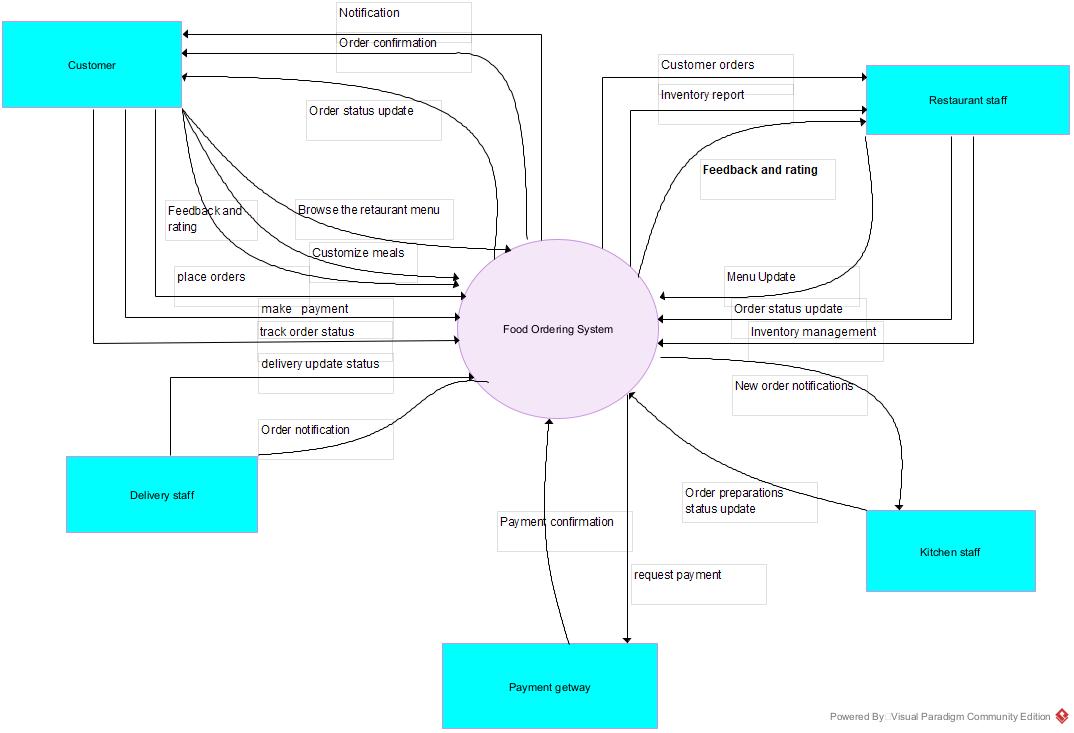 Notification
Customer
Order confirmation
Customer orders
Inventory report
Restaurant staff
Order status update
Feedback and rating
Feedback and
rating
Browse the retaurant menu
Customize meals
place orders
Menu Update
make payment
Order status update
track order status
Food Ordering System
Inventory management
delivery update status
New order notifications
Order notification
Delivery staff
Order preparations
status update
Payment confirmation
Kitchen staff
request payment
Payment getway
Powered By: Visual Paradigm Community Edition